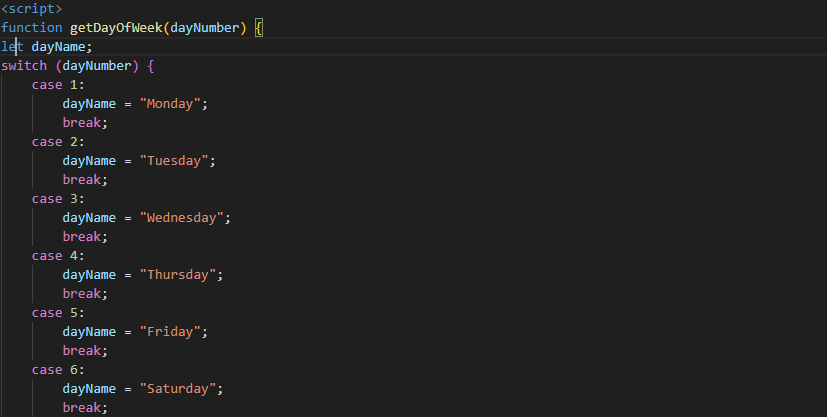 <script>
function getDayOfWeek(dayNumber) {
let dayName;
switch (dayNumber) {
    case 1:
        dayName = "Monday";
        break;
    case 2:
        dayName = "Tuesday";
        break;
    case 3:
        dayName = "Wednesday";
        break;
    case 4:
        dayName = "Thursday";
        break;
    case 5:
        dayName = "Friday";
        break;
    case 6:
        dayName = "Saturday";
        break;